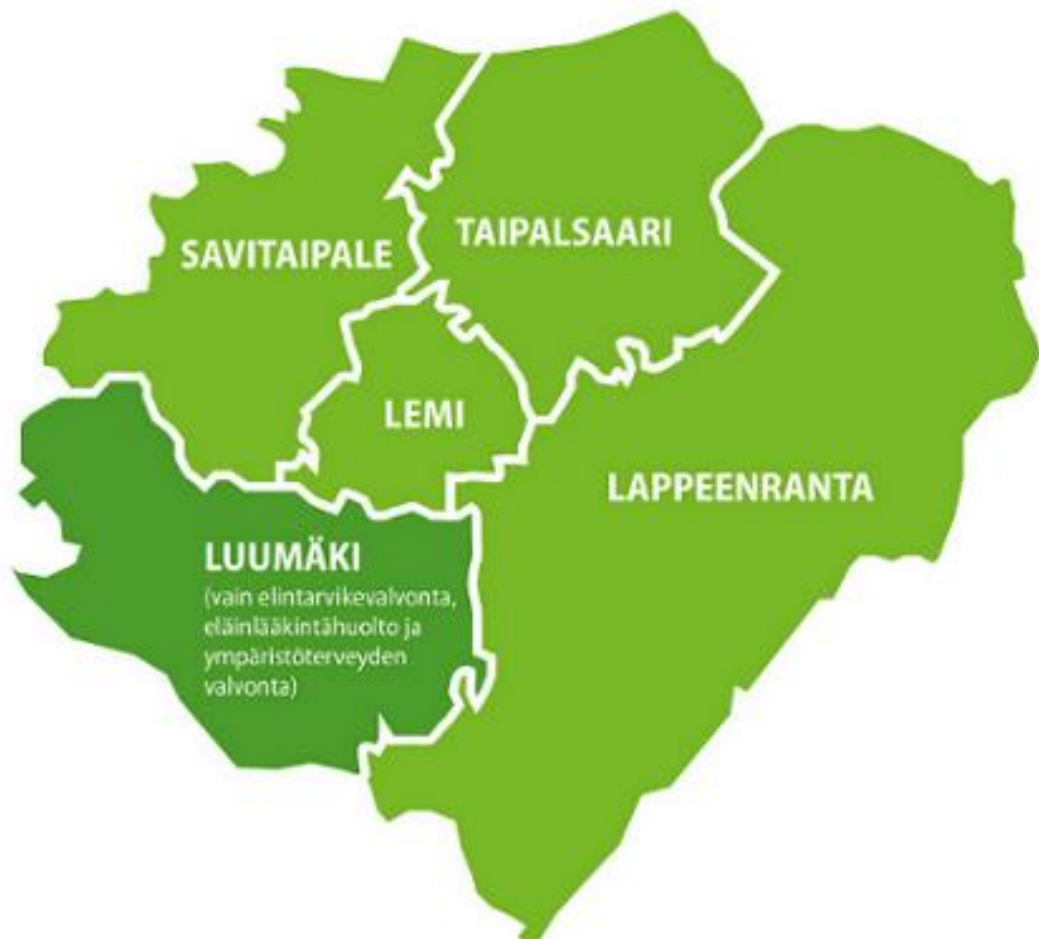 TAIPALSAARI
SAVITAIPALE
LEMI
LAPPEENRANTA
LUUMÄKI
(vain elintarvikevalvonta,
eläinlääkintähuolto ja
ympäristöterveyden
valvonta)